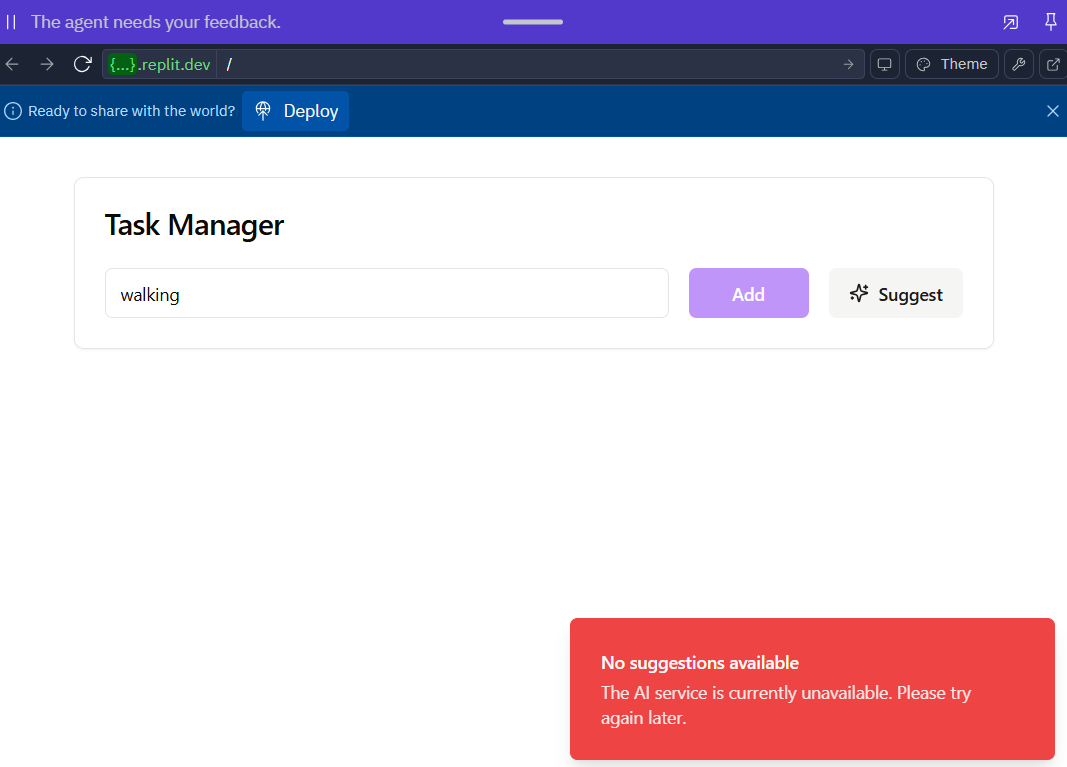 The agent needs your feedback.
{...}.replit.dev /
Theme
Ready to share with the world? Deploy
Task Manager
walking
Add
Suggest
No suggestions available
The AI service is currently unavailable. Please try
again later.